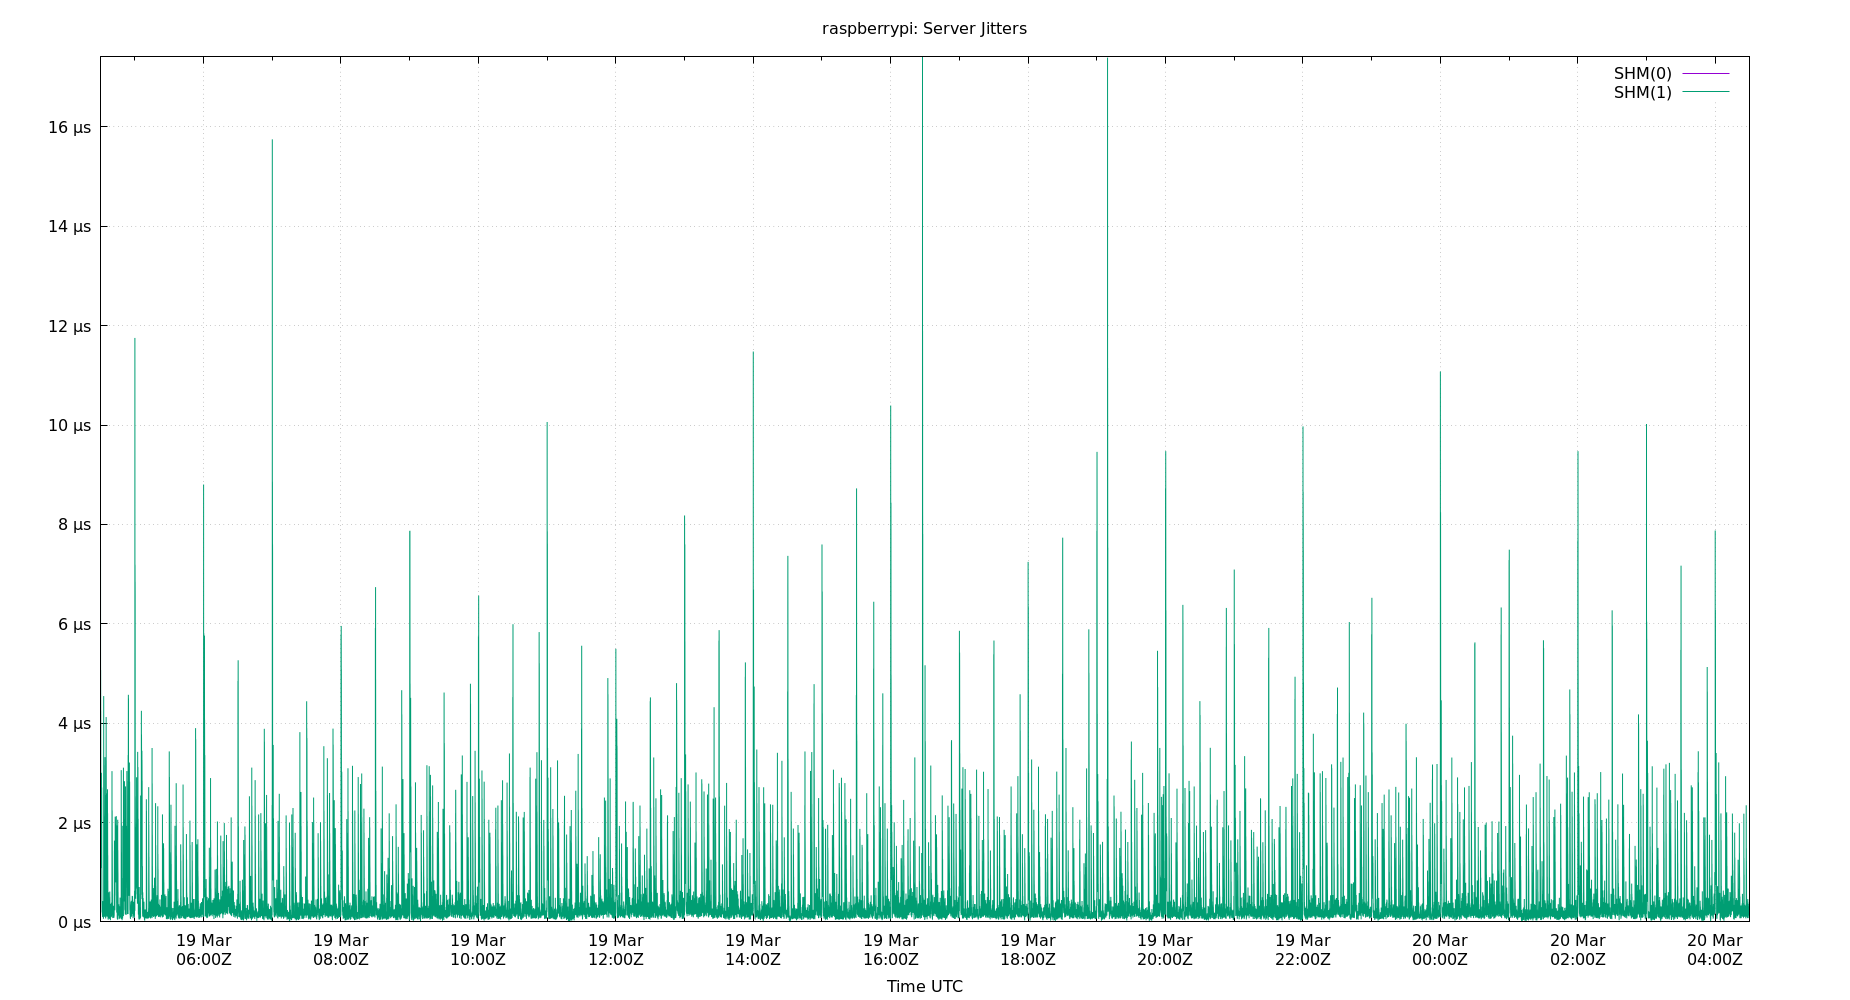 raspberrypi: Server Jitters
SHM(0)
SHM(1)
16 µs
14 µs
12 µs
10 µs
8 µs
6 µs
4 µs
2 µs
0 µs
19 Mar 19 Mar 19 Mar 19 Mar 19 Mar 19 Mar 19 Mar 19 Mar 19 Mar 20 Mar 20 Mar 20 Mar
06:00Z 08:00Z 10:00Z 12:00Z 14:00Z 16:00Z 18:00Z 20:00Z 22:00Z 00:00Z 02:00Z 04:00Z
Time UTC